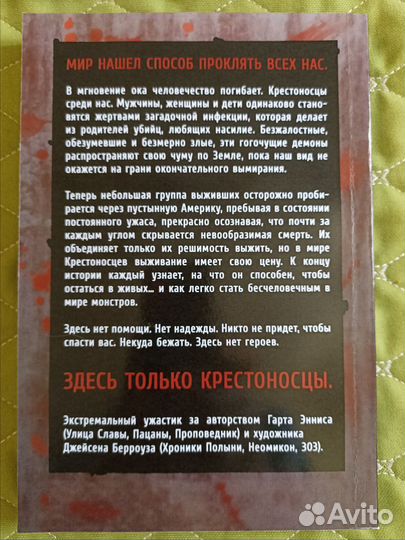 МИР НАШЕЛ СПОСОБ ПРОКЛЯТЬ ВСЕХ НАС.
В мгновение ока человечество погибает. Крестоносцы
среди нас. Мужчины, женщины и дети одинаково стано-
вятся жертвами загадочной инфекции, которая делает
из родителей убийц, любящих насилие. Безжалостные,
обезумевшие и безмерно злые, эти гогочущие демоны
распространяют свою чуму по Земле, пока наш вид не
окажется на грани окончательного вымирания.
Теперь небольшая группа выживших осторожно проби-
рается через пустынную Америку, пребывая в состоянии
постоянного ужаса, прекрасно осознавая, что почти за
каждым углом скрывается невообразимая смерть. Их
объединяет только их решимость выжить, но в мире
Крестоносцев выживание имеет свою цену. К концу
истории каждый узнает, на что он способен, чтобы
остаться в живых... и как легко стать бесчеловечным в
мире монстров.
Здесь нет помощи. Нет надежды. Никто не придет, чтобы
спасти вас. Некуда бежать. Здесь нет героев.
ЗДЕСЬ ТОЛЬКО КРЕСТОНОСЦЫ.
Экстремальный ужастик за авторством Гарта Энниса
(Улица Славы, Пацаны, Проповедник) и художника
Джейсена Берроуза (Хроники Полыни, Неомикон, 303).
Avito